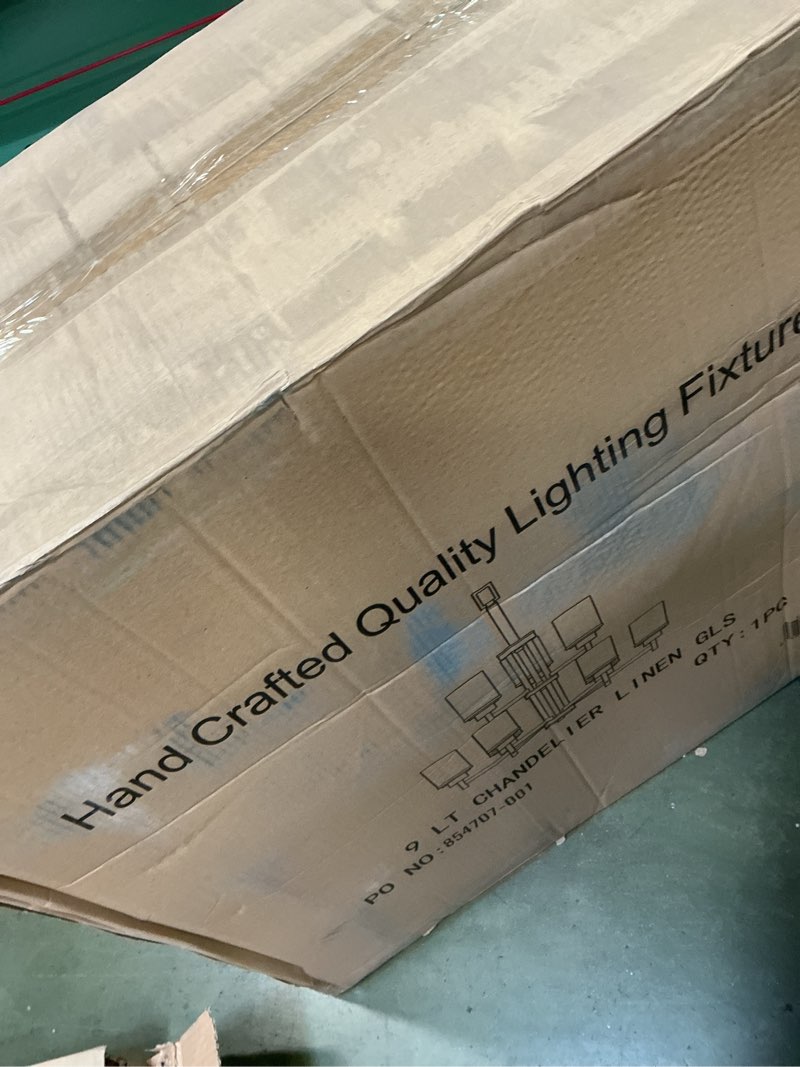 Hand Crafted Quality Lighting Fixture
9 LT CHANDELIER LINEN GLS
PO NO:854707-001
QTY:1PC